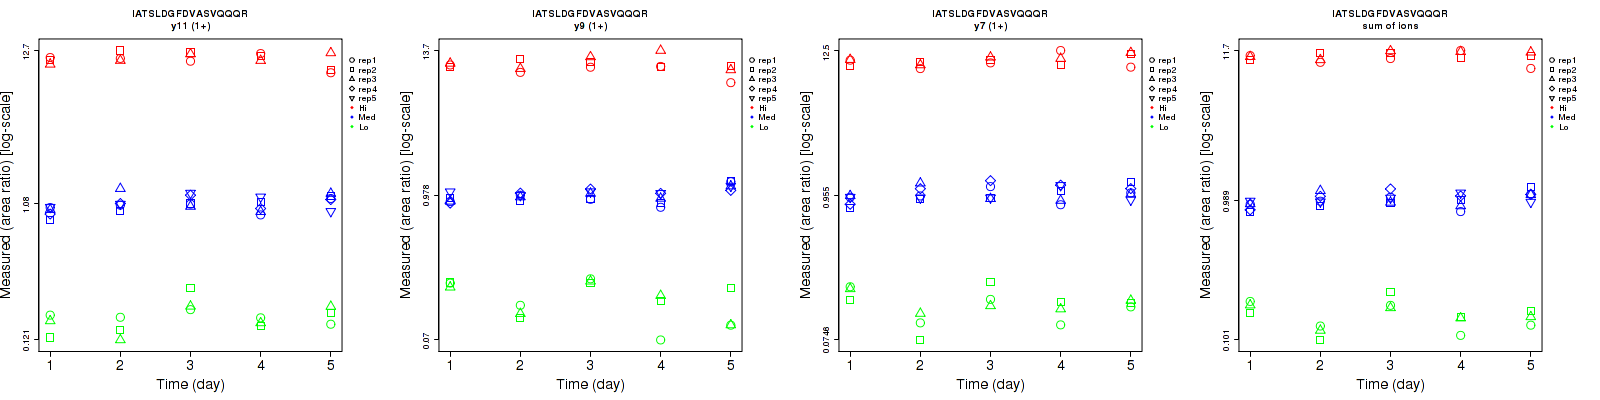 IATSLDGFDVASVQQQR
y11 (1+)
Measured (area ratio) [log-scale]
12.7
1.08
0.121
1 2 3 4 5
Time (day)
rep1
rep2
rep3
rep4
rep5
Hi
Med
Lo
IATSLDGFDVASVQQQR
y9 (1+)
Measured (area ratio) [log-scale]
13.7
0.978
0.07
1 2 3 4 5
Time (day)
rep1
rep2
rep3
rep4
rep5
Hi
Med
Lo
IATSLDGFDVASVQQQR
y7 (1+)
Measured (area ratio) [log-scale]
12.5
0.0748
1 2 3 4 5
Time (day)
rep1
rep2
rep3
rep4
rep5
Hi
Med
Lo
IATSLDGFDVASVQQQR
sum of ions
Measured (area ratio) [log-scale]
11.7
0.989
0.101
1 2 3 4 5
Time (day)
rep1
rep2
rep3
rep4
rep5
Hi
Med
Lo